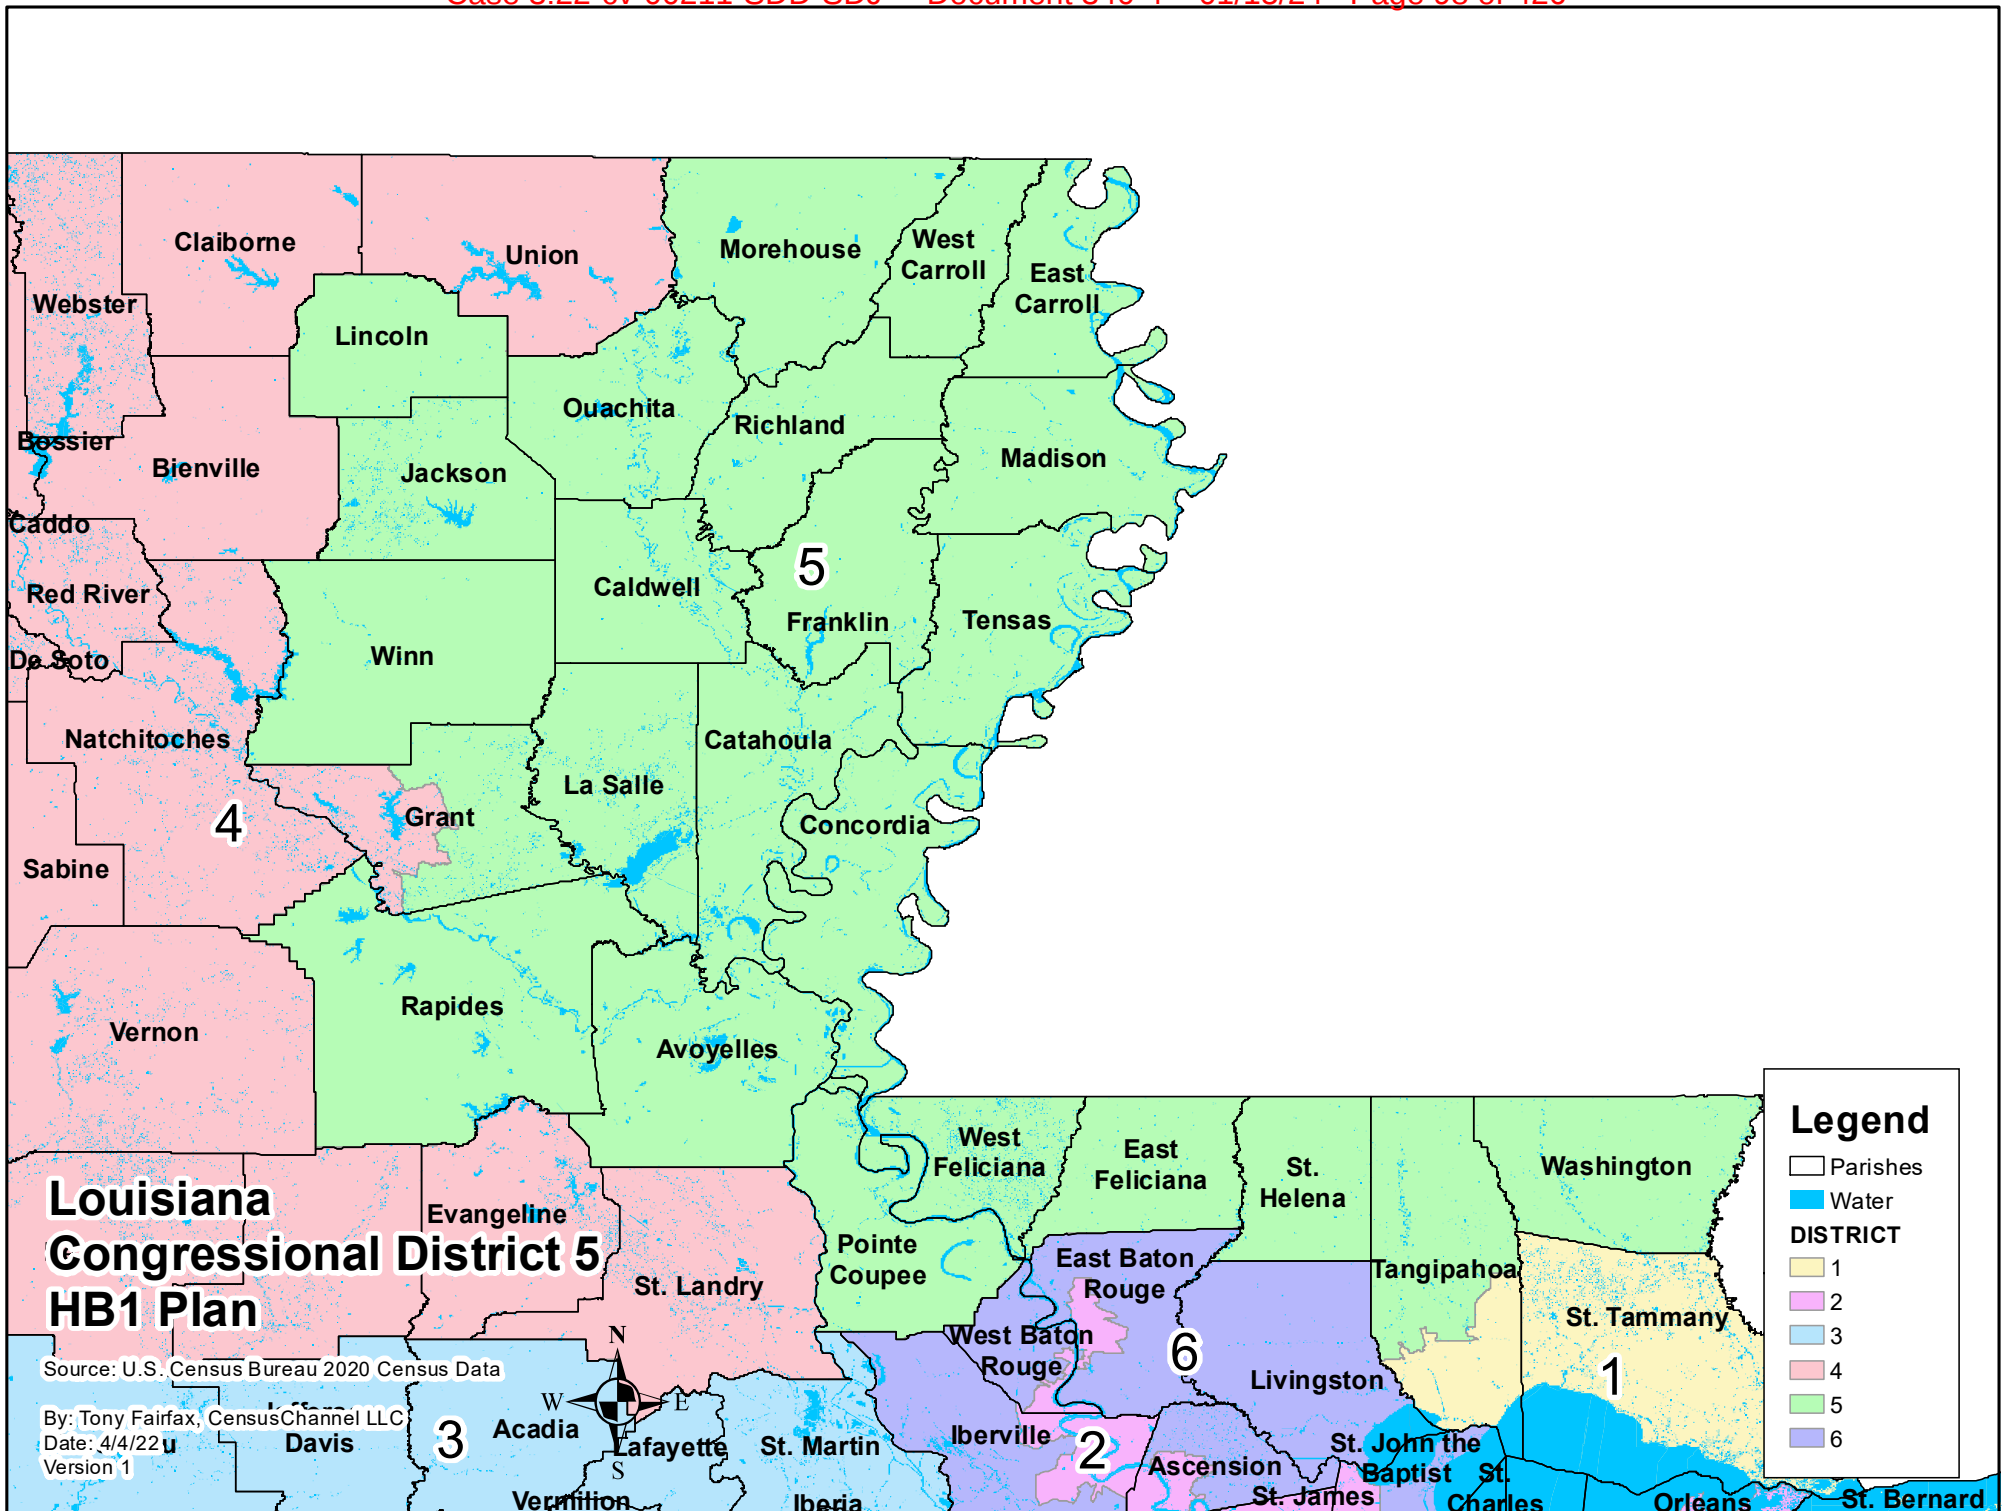 Claiborne
Union
Morehouse
West
Carroll
East
Carroll
Webster
Lincoln
Ouachita
Richland
Bossier
Bienville
Jackson
Madison
Caddo
5
Red River
Caldwell
Franklin
Tensas
De Soto
Winn
Natchitoches
Catahoula
La Salle
4
Grant
Concordia
Sabine
Vernon
Rapides
Avoyelles
West
Feliciana
East
Feliciana
St.
Helena
Washington
Legend
Parishes
Water
DISTRICT
1
2
3
4
5
6
Louisiana
Congressional District 5
HB1 Plan
Evangeline
St. Landry
Pointe
Coupee
East Baton
Rouge
Tangipahoa
St. Tammany
West Baton
Rouge
6
Livingston
1
Source: U.S. Census Bureau 2020 Census Data
By: Tony Fairfax, CensusChannel LLC
Date: 4/4/22
Version 1
N
W
E
S
Davis
3
Acadia
Lafayette
St. Martin
Iberville
2
Ascension
St. John the
Baptist
St.
Charles
St. James
Vermilion
Iberia
Orleans
St. Bernard